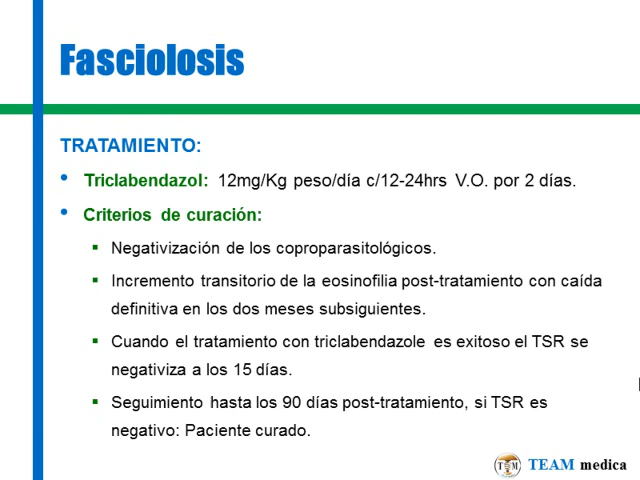 Fasciolosis
TRATAMIENTO:
• Triclabendazol: 12mg/Kg peso/día c/12-24hrs V.O. por 2 días.
• Criterios de curación:
▪ Negativización de los coproparasitológicos.
▪ Incremento transitorio de la eosinofilia post-tratamiento con caída
definitiva en los dos meses subsiguientes.
▪ Cuando el tratamiento con triclabendazole es exitoso el TSR se
negativiza a los 15 días.
▪ Seguimiento hasta los 90 días post-tratamiento, si TSR es
negativo: Paciente curado.
TEAM medica